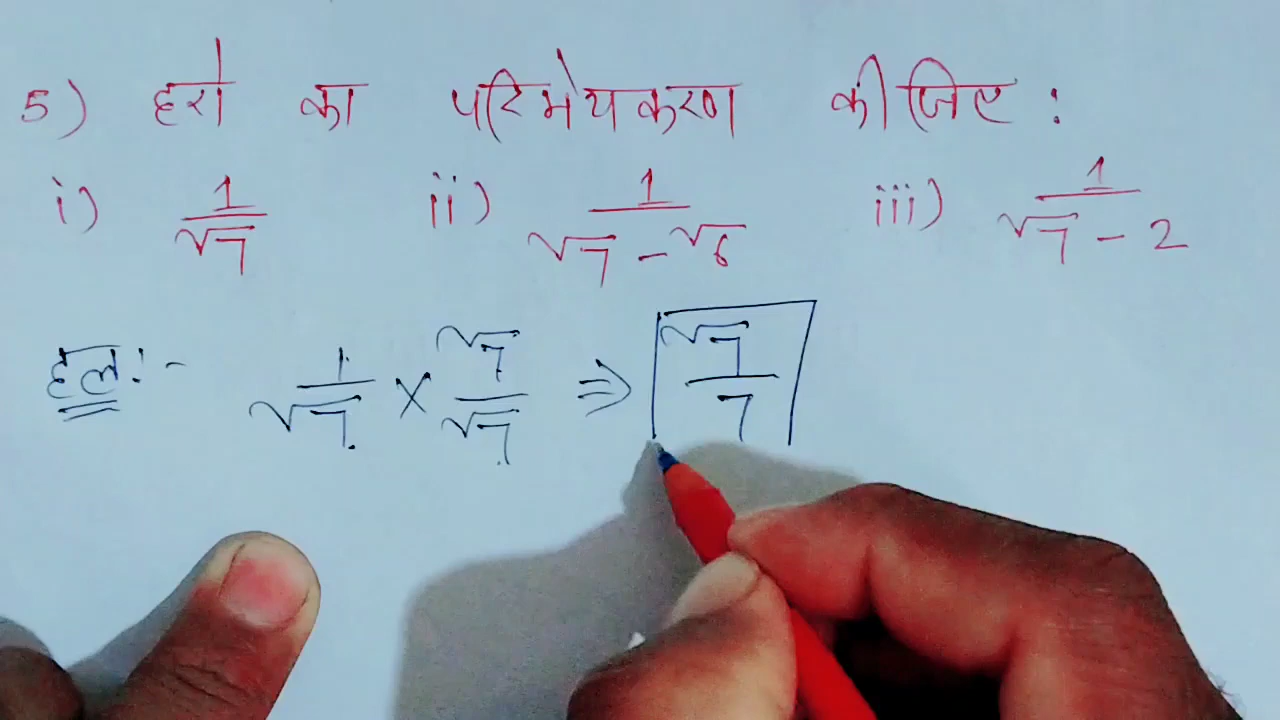 5) हरों का परिमेयकरण कीजिए :
i) 1/√7 ii) 1/(√7 - √6) iii) 1/(√7 - 2)
हल:- 1/√7 × √7/√7 ⇒ √7/7